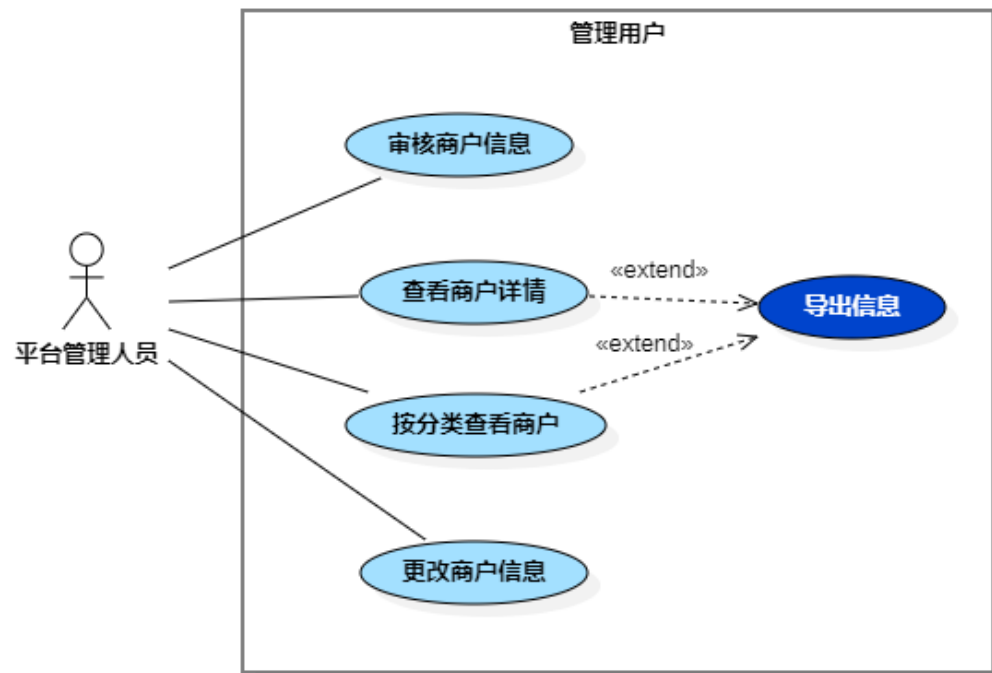 管理用户
审核商户信息
查看商户详情
«extend»
导出信息
«extend»
平台管理人员
按分类查看商户
更改商户信息